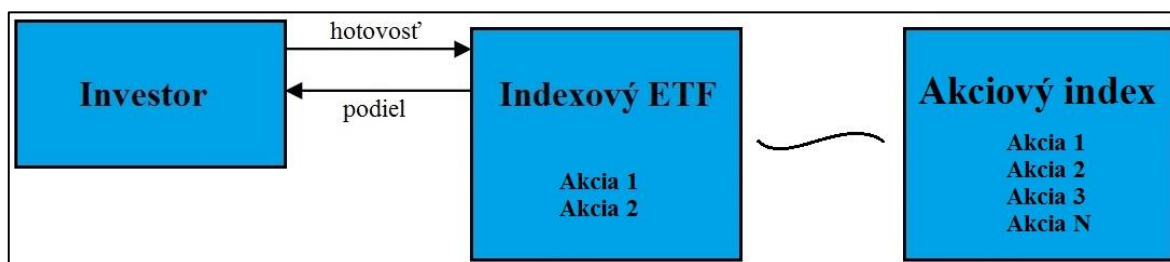 hotovosť
Investor
podiel
Indexový ETF
Akcia 1
Akcia 2
Akciový index
Akcia 1
Akcia 2
Akcia 3
Akcia N